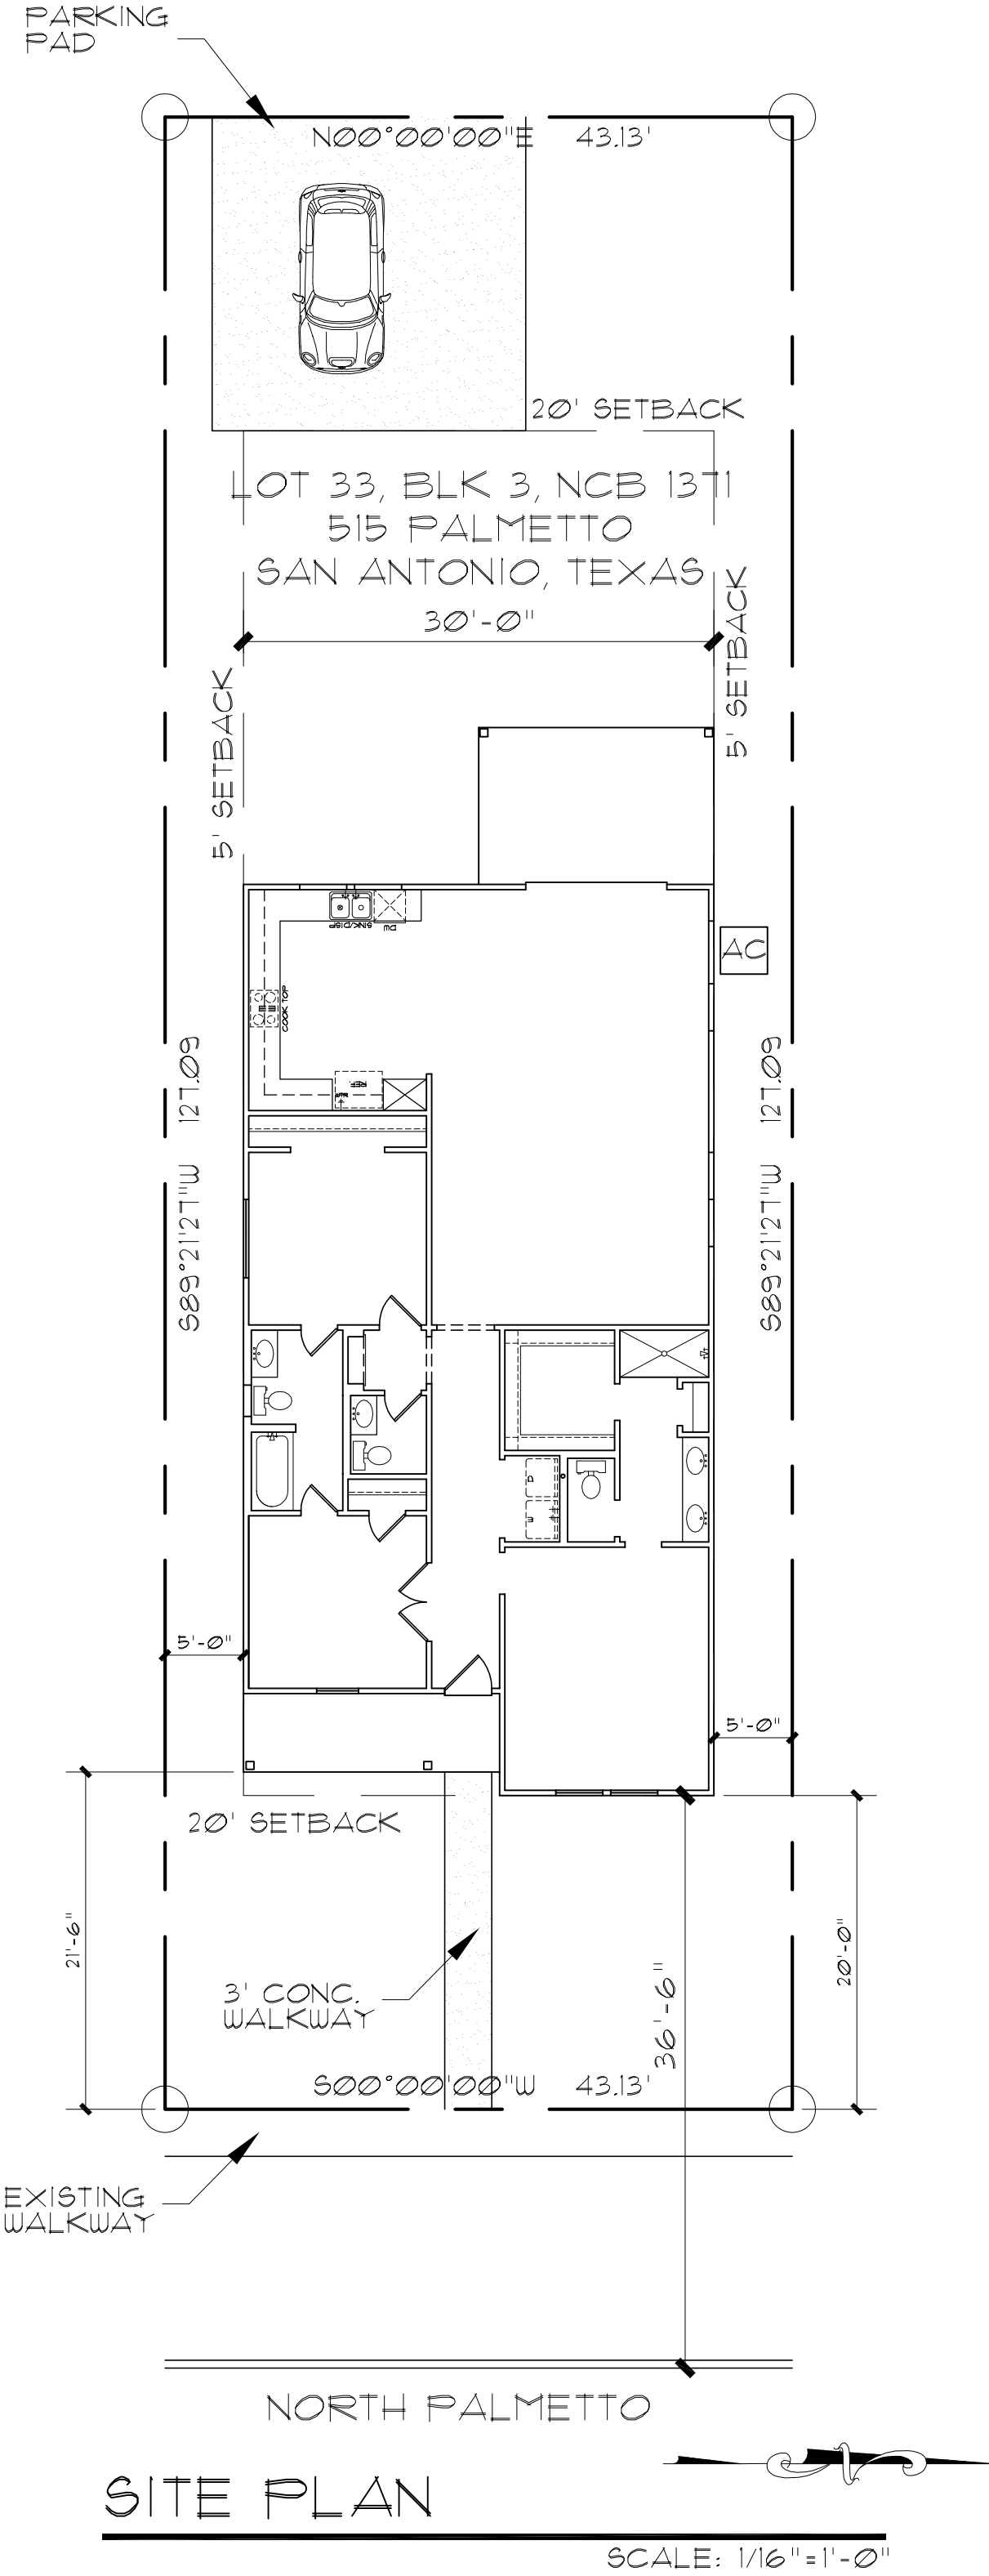 PARKING
PAD
N00°00'00"E 43.13'
20' SETBACK
LOT 33, BLK 3, NCB 1371
515 PALMETTO
SAN ANTONIO, TEXAS
30'-0"
5' SETBACK
5' SETBACK
SINK/DISP
DW
AC
COOK TOP
REF.
WTR
S89°21'27"W 127.09
S89°21'27"W 127.09
D
W
5'-0"
5'-0"
20' SETBACK
21'-6"
20'-0"
36'-6"
3' CONC.
WALKWAY
S00°00'00"W 43.13'
EXISTING
WALKWAY
NORTH PALMETTO
N
SITE PLAN
SCALE: 1/16"=1'-0"